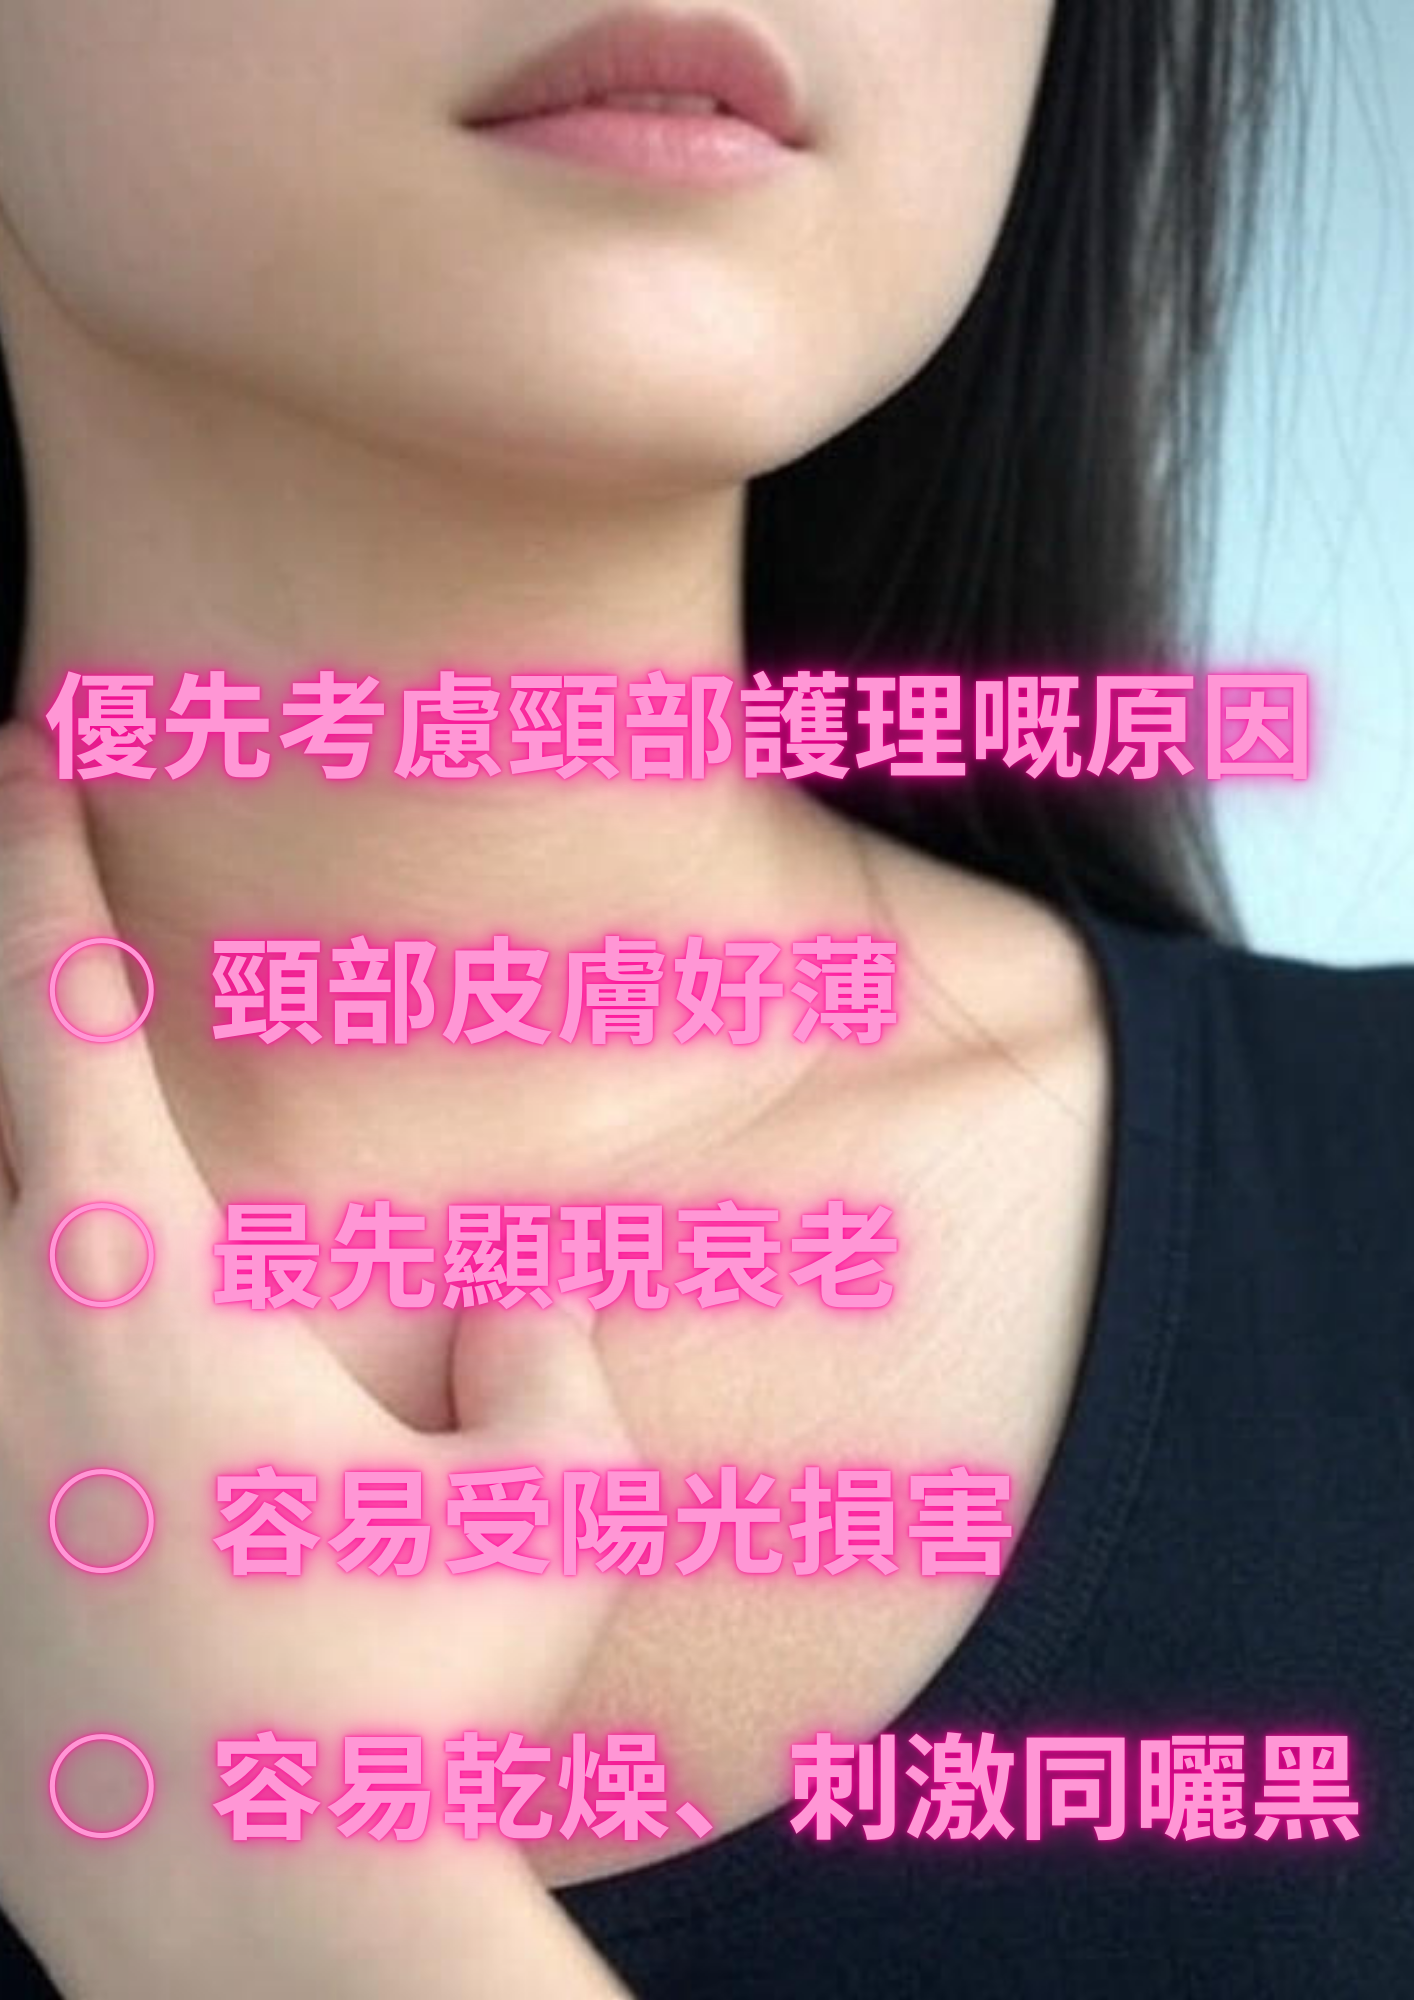 優先考慮頸部護理嘅原因
○ 頸部皮膚好薄
○ 最先顯現衰老
○ 容易受陽光損害
○ 容易乾燥、刺激同曬黑